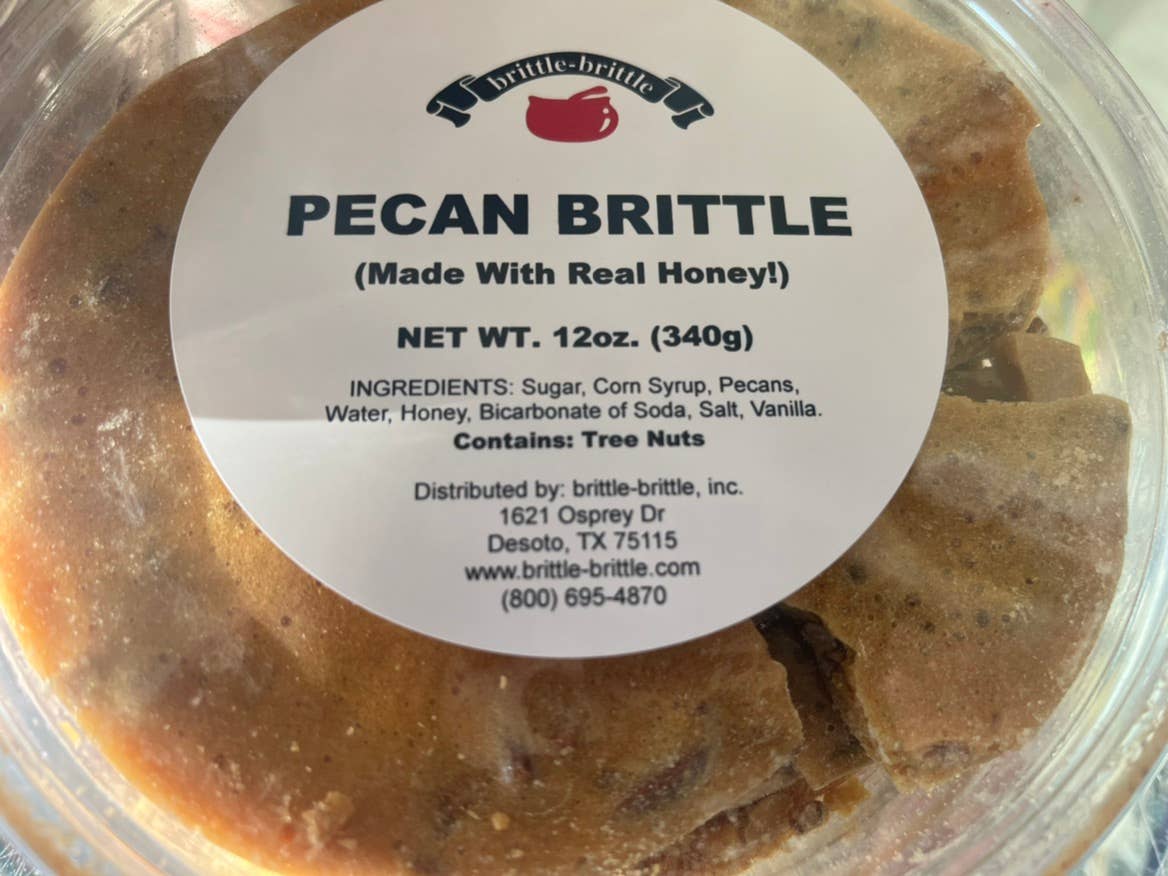 brittle-brittle
PECAN BRITTLE
(Made With Real Honey!)
NET WT. 12oz. (340g)
INGREDIENTS: Sugar, Corn Syrup, Pecans,
Water, Honey, Bicarbonate of Soda, Salt, Vanilla.
Contains: Tree Nuts
Distributed by: brittle-brittle, inc.
1621 Osprey Dr
Desoto, TX 75115
www.brittle-brittle.com
(800) 695-4870